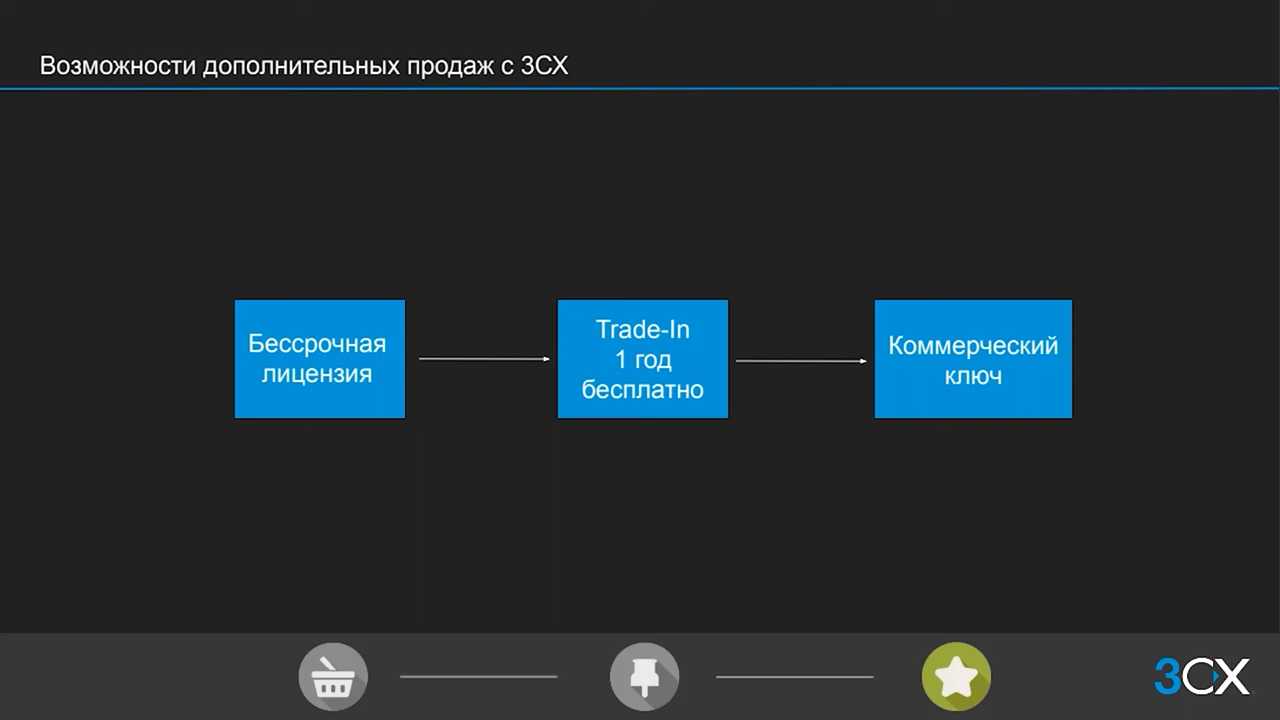 Возможности дополнительных продаж с 3CX
Бессрочная
лицензия
Trade-In
1 год
бесплатно
Коммерческий
ключ
3CX